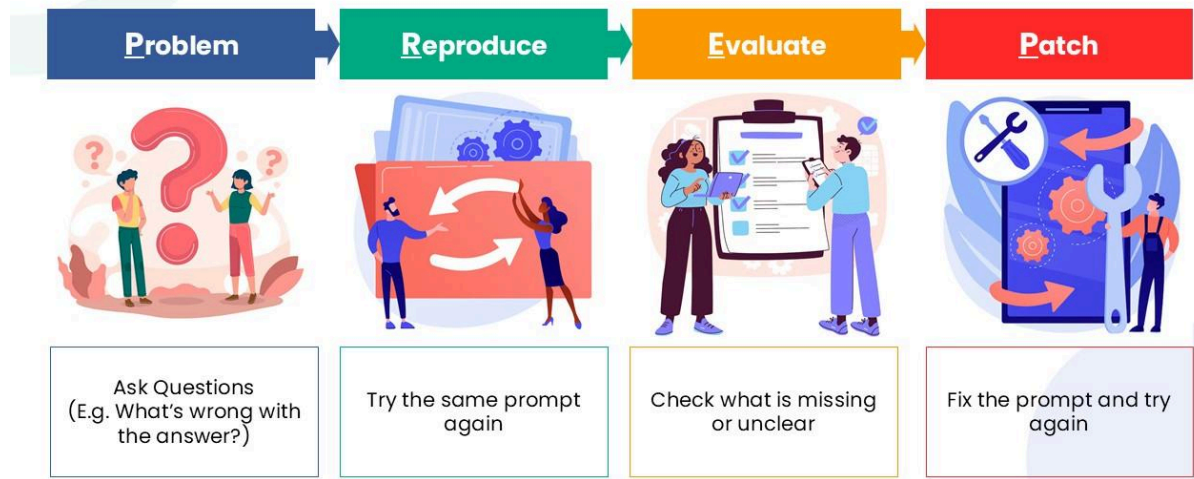 Problem
Reproduce
Evaluate
Patch
?
?
?
Ask Questions
(E.g. What's wrong with
the answer?)
Try the same prompt
again
Check what is missing
or unclear
Fix the prompt and try
again